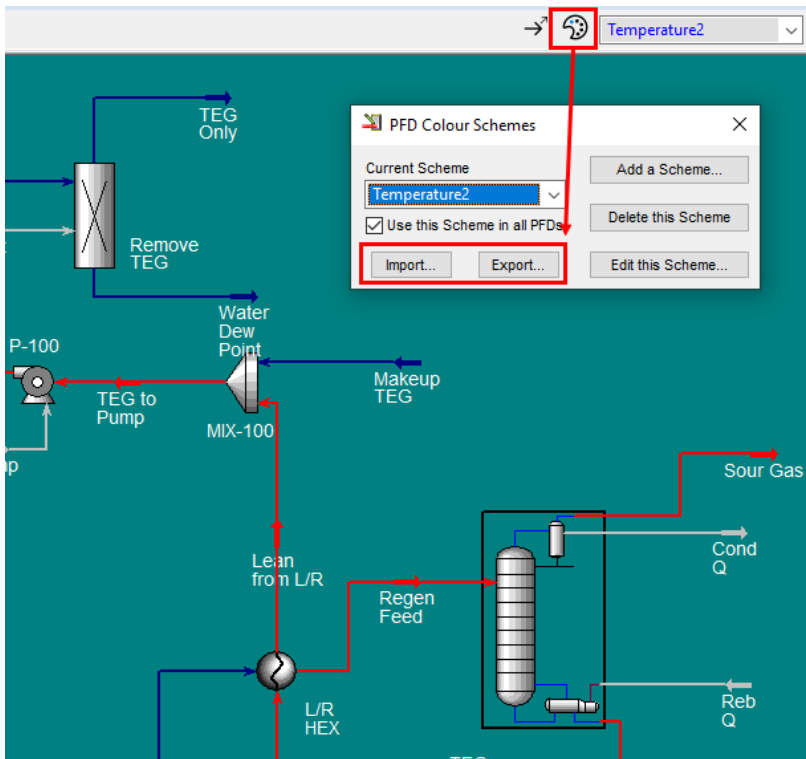 Temperature2
TEG
Only
PFD Colour Schemes
Current Scheme
Add a Scheme...
Temperature2
Use this Scheme in all PFDs
Delete this Scheme
Import...
Export...
Edit this Scheme...
Remove
TEG
Water
Dew
Point
P-100
Makeup
TEG
TEG to
Pump
MIX-100
Sour Gas
Cond
Q
Lean
from L/R
Regen
Feed
L/R
HEX
Reb
Q